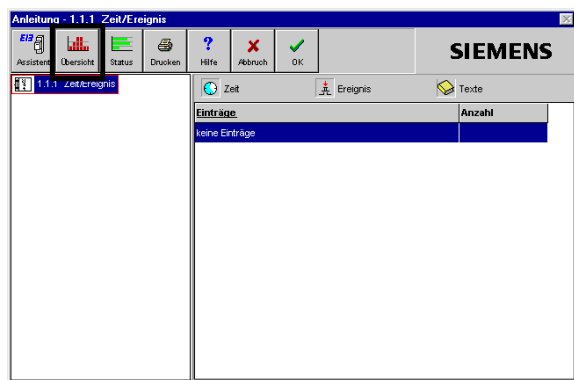 Anleitung - 1.1.1 Zeit/Ereignis
EIB
Assistent Übersicht Status Drucken Hilfe Abbruch OK
SIEMENS
1.1.1 Zeit/Ereignis
Zeit Ereignis Texte
Einträge Anzahl
keine Einträge